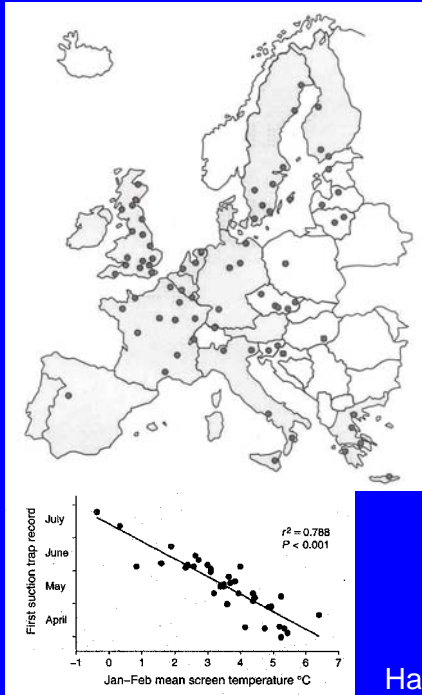 July
June
May
April
First suction trap record
r² = 0.788
P < 0.001
–1 0 1 2 3 4 5 6 7
Jan–Feb mean screen temperature °C
Ha